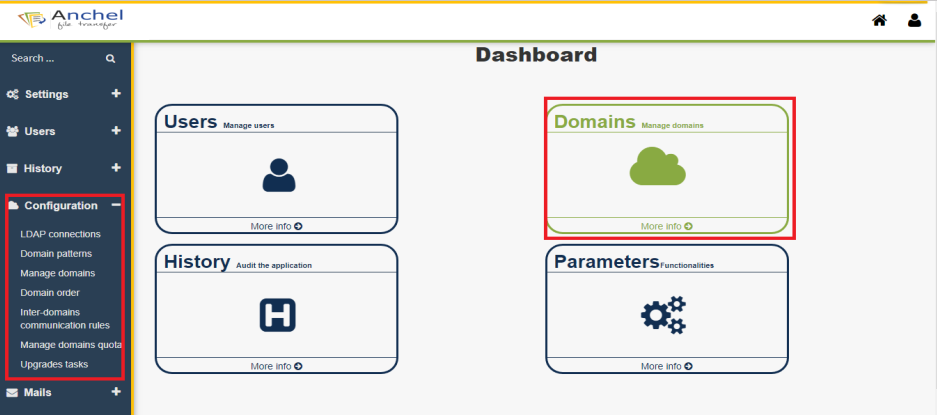 Anchel
file transfer
Search ...
Settings
Users
History
Configuration
LDAP connections
Domain patterns
Manage domains
Domain order
Inter-domains
communication rules
Manage domains quota
Upgrades tasks
Mails
Dashboard
Users Manage users
More info
Domains Manage domains
More info
History Audit the application
H
More info
Parameters Functionalities
More info